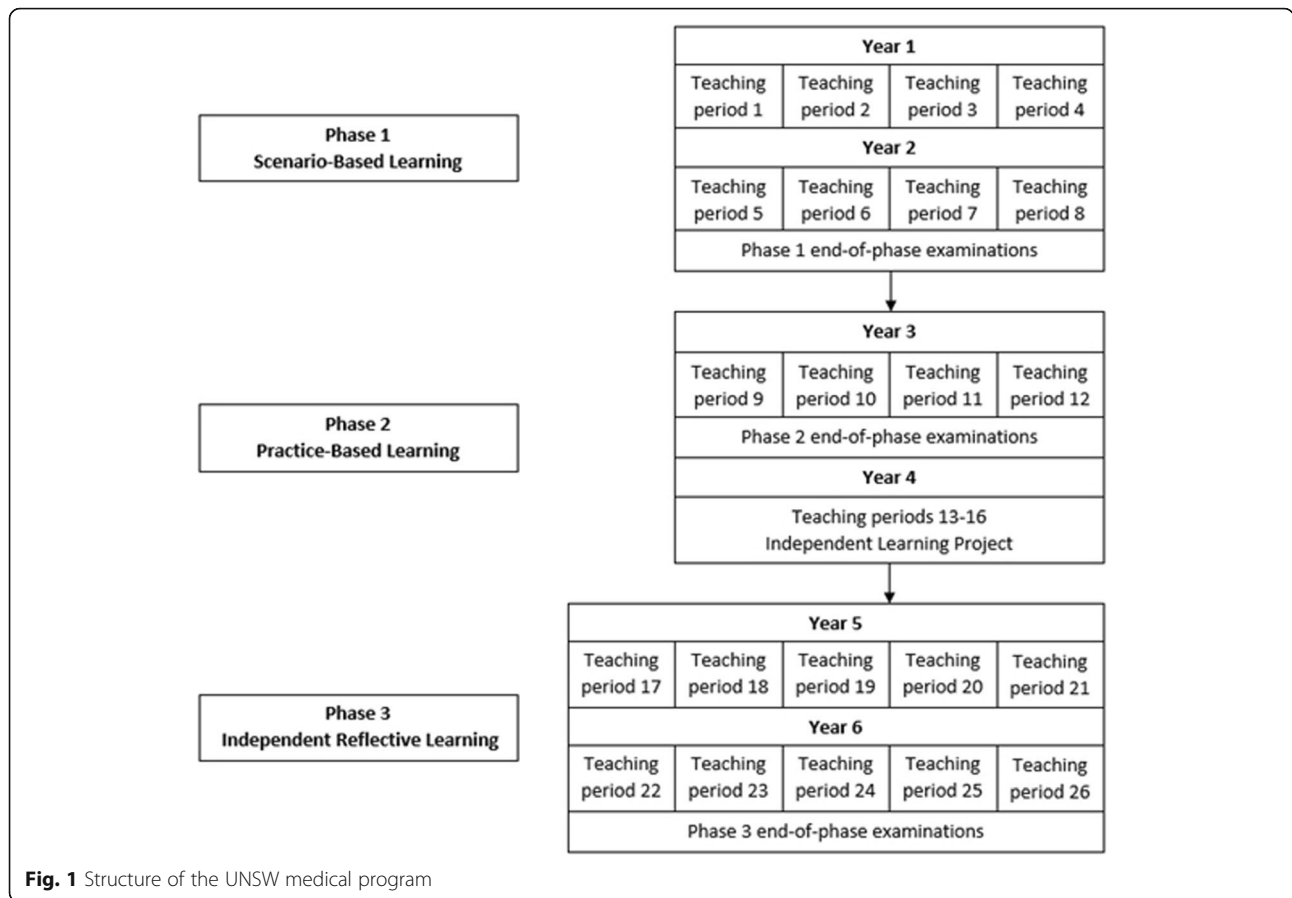 Year 1
Teaching period 1
Teaching period 2
Teaching period 3
Teaching period 4
Phase 1
Scenario-Based Learning
Year 2
Teaching period 5
Teaching period 6
Teaching period 7
Teaching period 8
Phase 1 end-of-phase examinations
Year 3
Teaching period 9
Teaching period 10
Teaching period 11
Teaching period 12
Phase 2
Practice-Based Learning
Phase 2 end-of-phase examinations
Year 4
Teaching periods 13-16
Independent Learning Project
Year 5
Teaching period 17
Teaching period 18
Teaching period 19
Teaching period 20
Teaching period 21
Phase 3
Independent Reflective Learning
Year 6
Teaching period 22
Teaching period 23
Teaching period 24
Teaching period 25
Teaching period 26
Phase 3 end-of-phase examinations
Fig. 1 Structure of the UNSW medical program